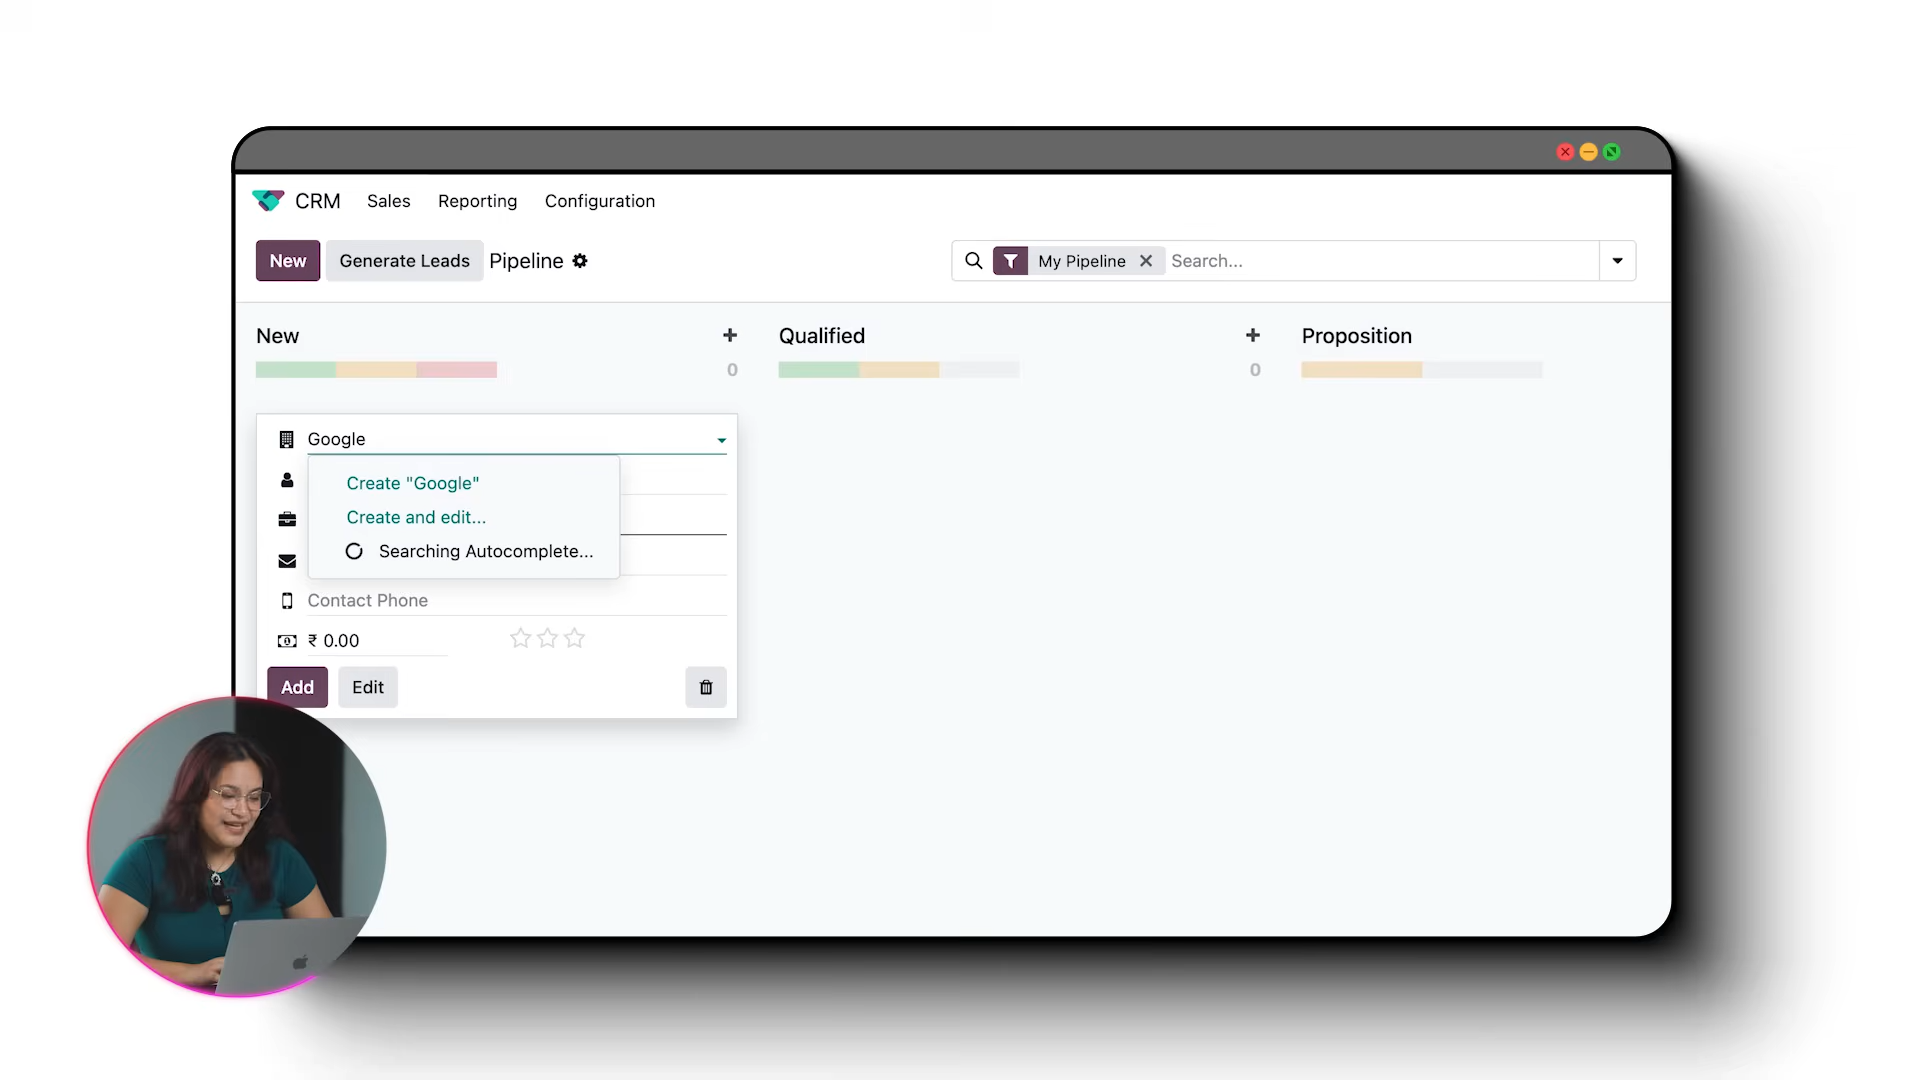 CRM Sales Reporting Configuration
New Generate Leads Pipeline My Pipeline Search...
New Qualified Proposition
0 0
Google
Create "Google"
Create and edit...
Searching Autocomplete...
Contact Phone
₹ 0.00
Add Edit